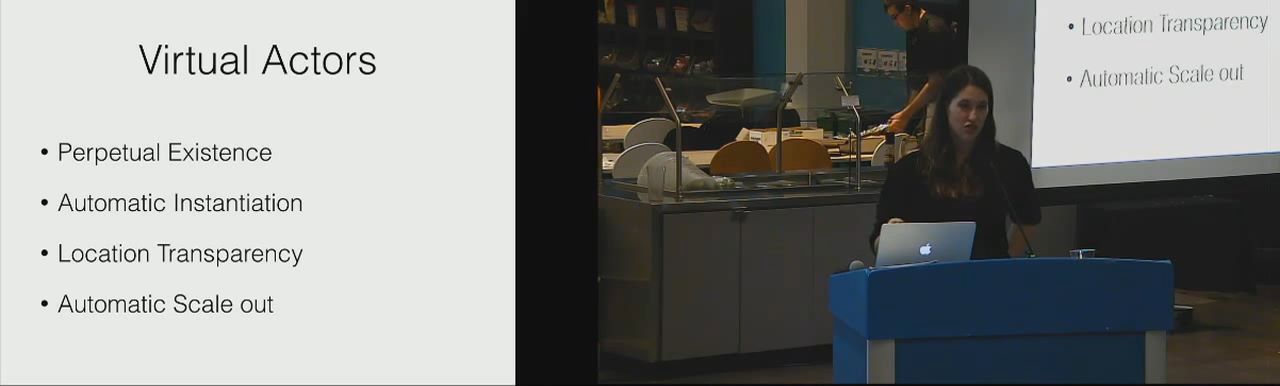 Virtual Actors
• Perpetual Existence
• Automatic Instantiation
• Location Transparency
• Automatic Scale out
• Location Transparency
• Automatic Scale out